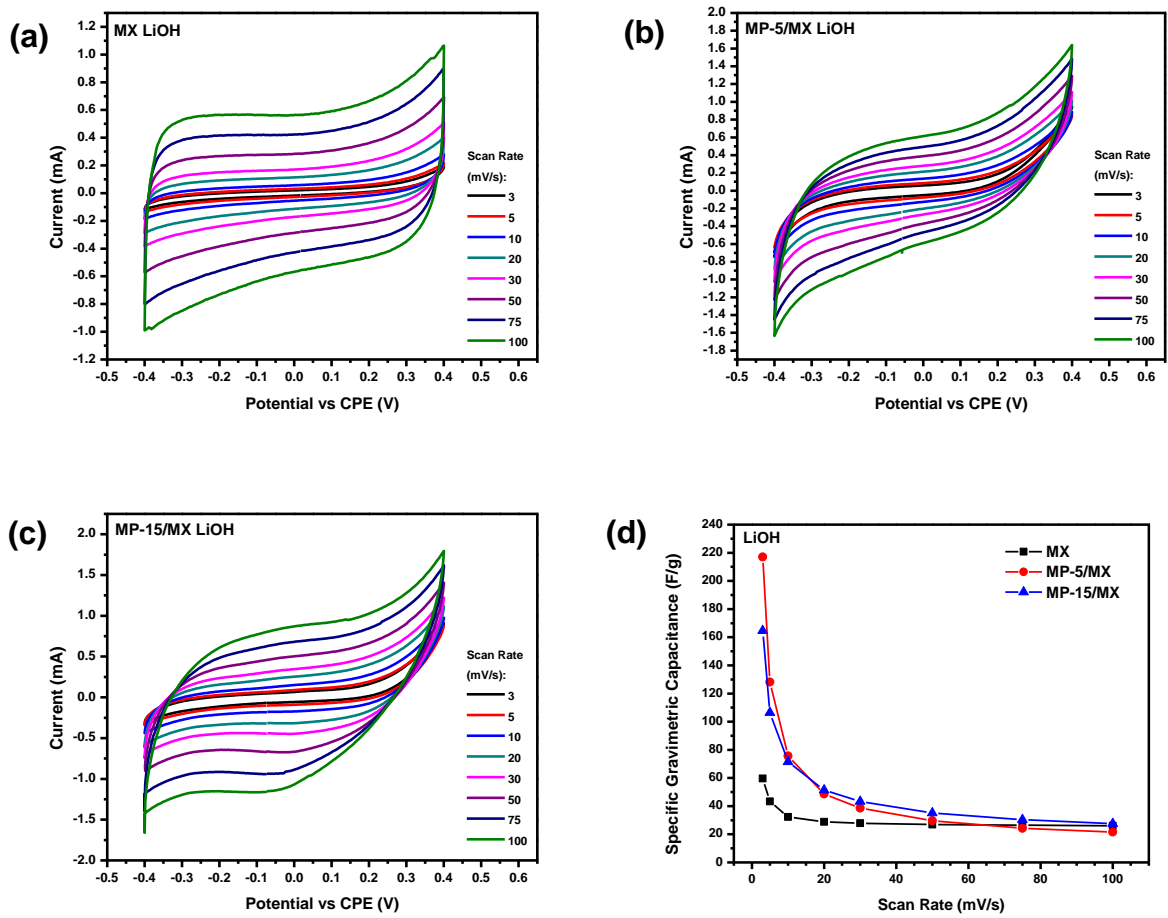 (a)
MX LiOH
1.2
1.0
0.8
0.6
0.4
0.2
0.0
-0.2
-0.4
-0.6
-0.8
-1.0
-1.2
Current (mA)
Scan Rate
(mV/s):
3
5
10
20
30
50
75
100
-0.5 -0.4 -0.3 -0.2 -0.1 0.0 0.1 0.2 0.3 0.4 0.5 0.6
Potential vs CPE (V)
(b)
MP-5/MX LiOH
2.0
1.8
1.6
1.4
1.2
1.0
0.8
0.6
0.4
0.2
0.0
-0.2
-0.4
-0.6
-0.8
-1.0
-1.2
-1.4
-1.6
-1.8
Current (mA)
Scan Rate
(mV/s):
3
5
10
20
30
50
75
100
-0.5 -0.4 -0.3 -0.2 -0.1 0.0 0.1 0.2 0.3 0.4 0.5 0.6
Potential vs CPE (V)
(c)
MP-15/MX LiOH
2.0
1.5
1.0
0.5
0.0
-0.5
-1.0
-1.5
-2.0
Current (mA)
Scan Rate
(mV/s):
3
5
10
20
30
50
75
100
-0.5 -0.4 -0.3 -0.2 -0.1 0.0 0.1 0.2 0.3 0.4 0.5 0.6
Potential vs CPE (V)
(d)
LiOH
MX
MP-5/MX
MP-15/MX
240
220
200
180
160
140
120
100
80
60
40
20
0
Specific Gravimetric Capacitance (F/g)
0 20 40 60 80 100
Scan Rate (mV/s)